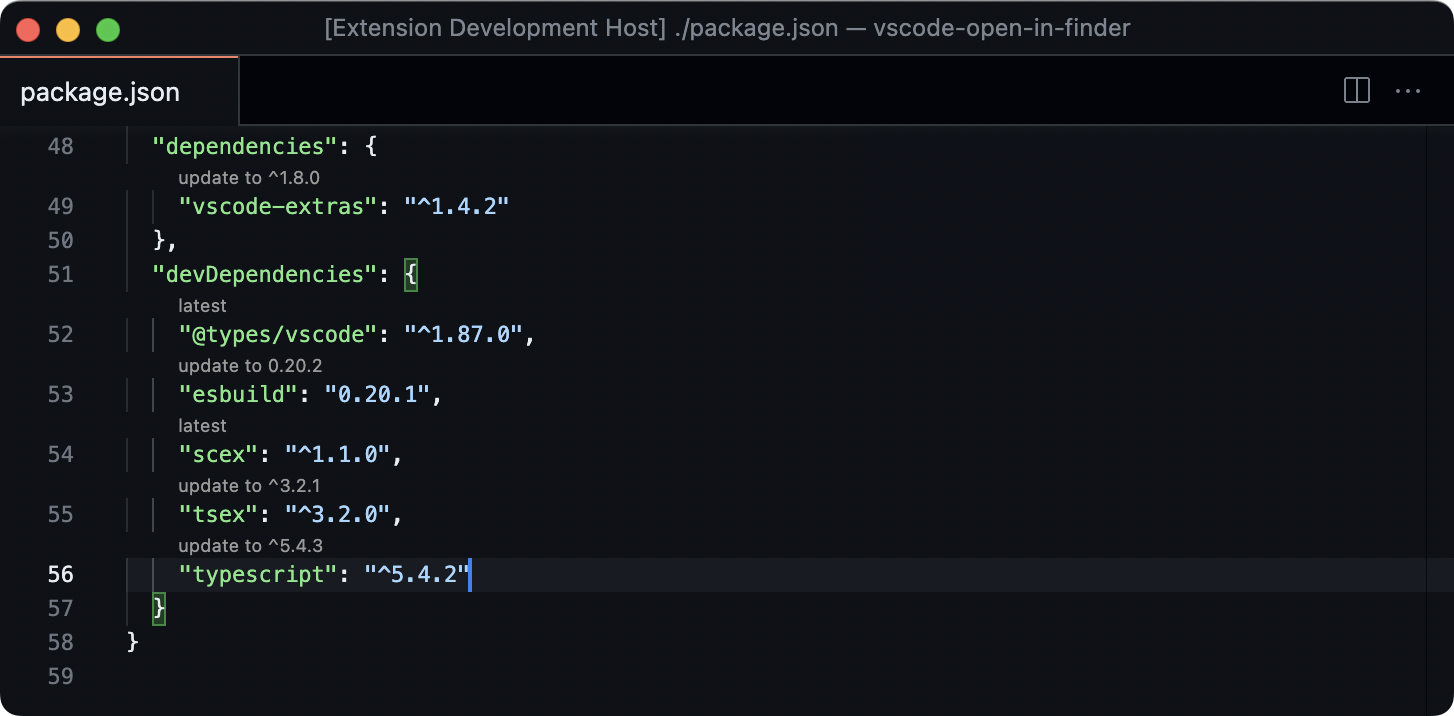 [Extension Development Host] ./package.json — vscode-open-in-finder
package.json
48 "dependencies": {
update to ^1.8.0
49 "vscode-extras": "^1.4.2"
50 },
51 "devDependencies": {
latest
52 "@types/vscode": "^1.87.0",
update to 0.20.2
53 "esbuild": "0.20.1",
latest
54 "scex": "^1.1.0",
update to ^3.2.1
55 "tsex": "^3.2.0",
update to ^5.4.3
56 "typescript": "^5.4.2"
57 }
58 }
59